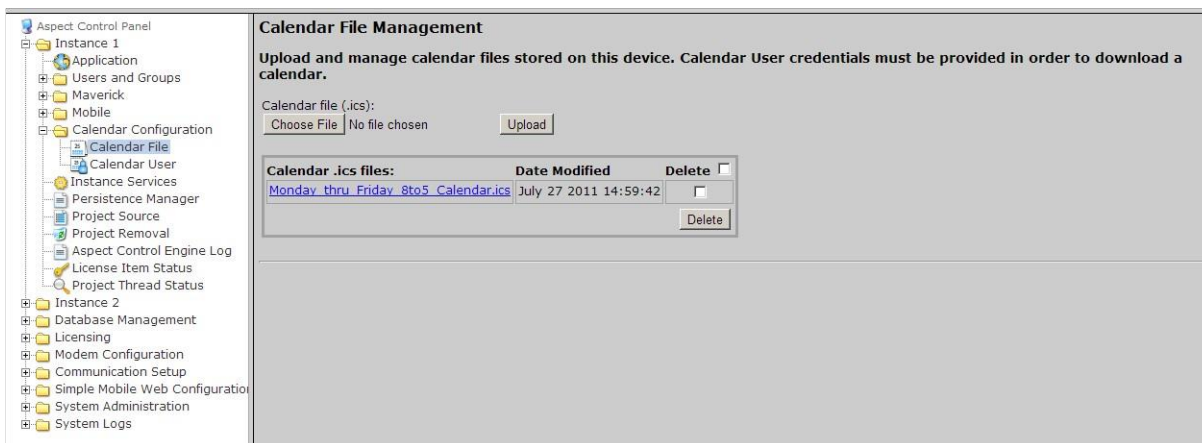 Aspect Control Panel
Instance 1
Application
Users and Groups
Maverick
Mobile
Calendar Configuration
Calendar File
Calendar User
Instance Services
Persistence Manager
Project Source
Project Removal
Aspect Control Engine Log
License Item Status
Project Thread Status
Instance 2
Database Management
Licensing
Modem Configuration
Communication Setup
Simple Mobile Web Configuration
System Administration
System Logs
Calendar File Management
Upload and manage calendar files stored on this device. Calendar User credentials must be provided in order to download a
calendar.
Calendar file (.ics):
Choose File No file chosen Upload
Calendar .ics files: Date Modified Delete
Monday_thru_Friday_8to5_Calendar.ics July 27 2011 14:59:42
Delete